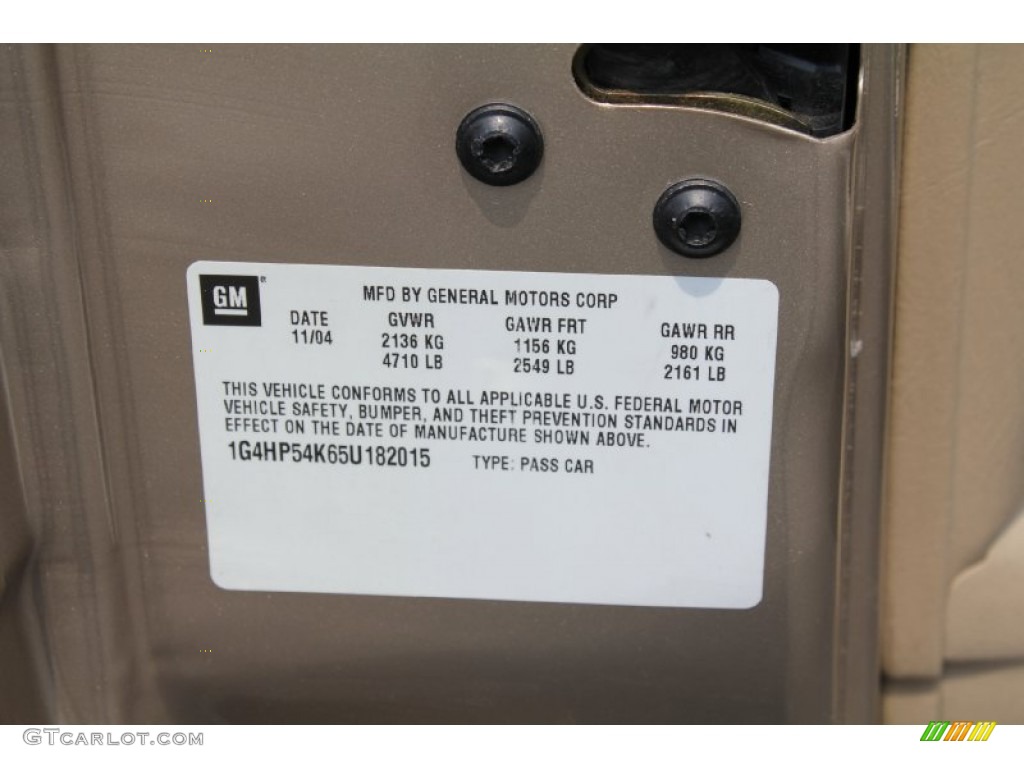 GM
MFD BY GENERAL MOTORS CORP
DATE GVWR GAWR FRT GAWR RR
11/04 2136 KG 1156 KG 980 KG
4710 LB 2549 LB 2161 LB
THIS VEHICLE CONFORMS TO ALL APPLICABLE U.S. FEDERAL MOTOR
VEHICLE SAFETY, BUMPER, AND THEFT PREVENTION STANDARDS IN
EFFECT ON THE DATE OF MANUFACTURE SHOWN ABOVE.
1G4HP54K65U182015 TYPE: PASS CAR
GTCARLOT.COM